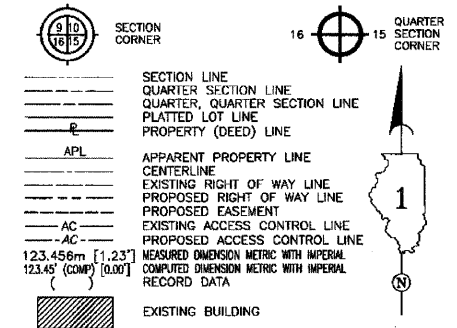 9 10
16 15
SECTION
CORNER
16 15
QUARTER
SECTION
CORNER
SECTION LINE
QUARTER SECTION LINE
QUARTER, QUARTER SECTION LINE
PLATTED LOT LINE
PL PROPERTY (DEED) LINE
APL APPARENT PROPERTY LINE
CENTERLINE
EXISTING RIGHT OF WAY LINE
PROPOSED RIGHT OF WAY LINE
PROPOSED EASEMENT
AC EXISTING ACCESS CONTROL LINE
AC PROPOSED ACCESS CONTROL LINE
123.456m [1.23'] MEASURED DIMENSION METRIC WITH IMPERIAL
123.45' (COMP) [0.00'] COMPUTED DIMENSION METRIC WITH IMPERIAL
( ) RECORD DATA
EXISTING BUILDING
1
N